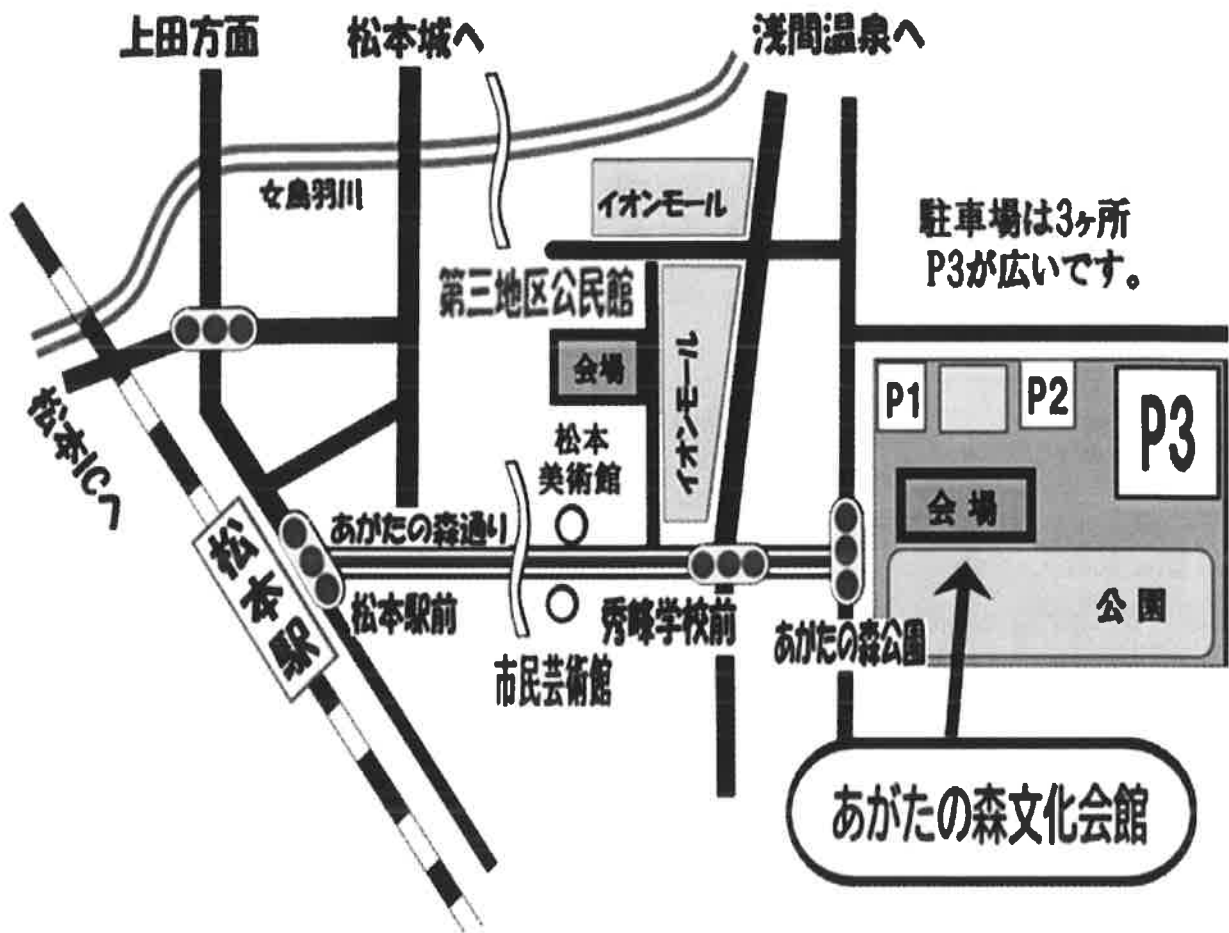 上田方面
松本城へ
浅間温泉へ
女鳥羽川
イオンモール
駐車場は3ヶ所
P3が広いです。
第三地区公民館
会場
イオンモール
P1
P2
P3
松本ICへ
松本
美術館
会場
あがたの森通り
松本駅
松本駅前
秀峰学校前
あがたの森公園
公園
市民芸術館
あがたの森文化会館